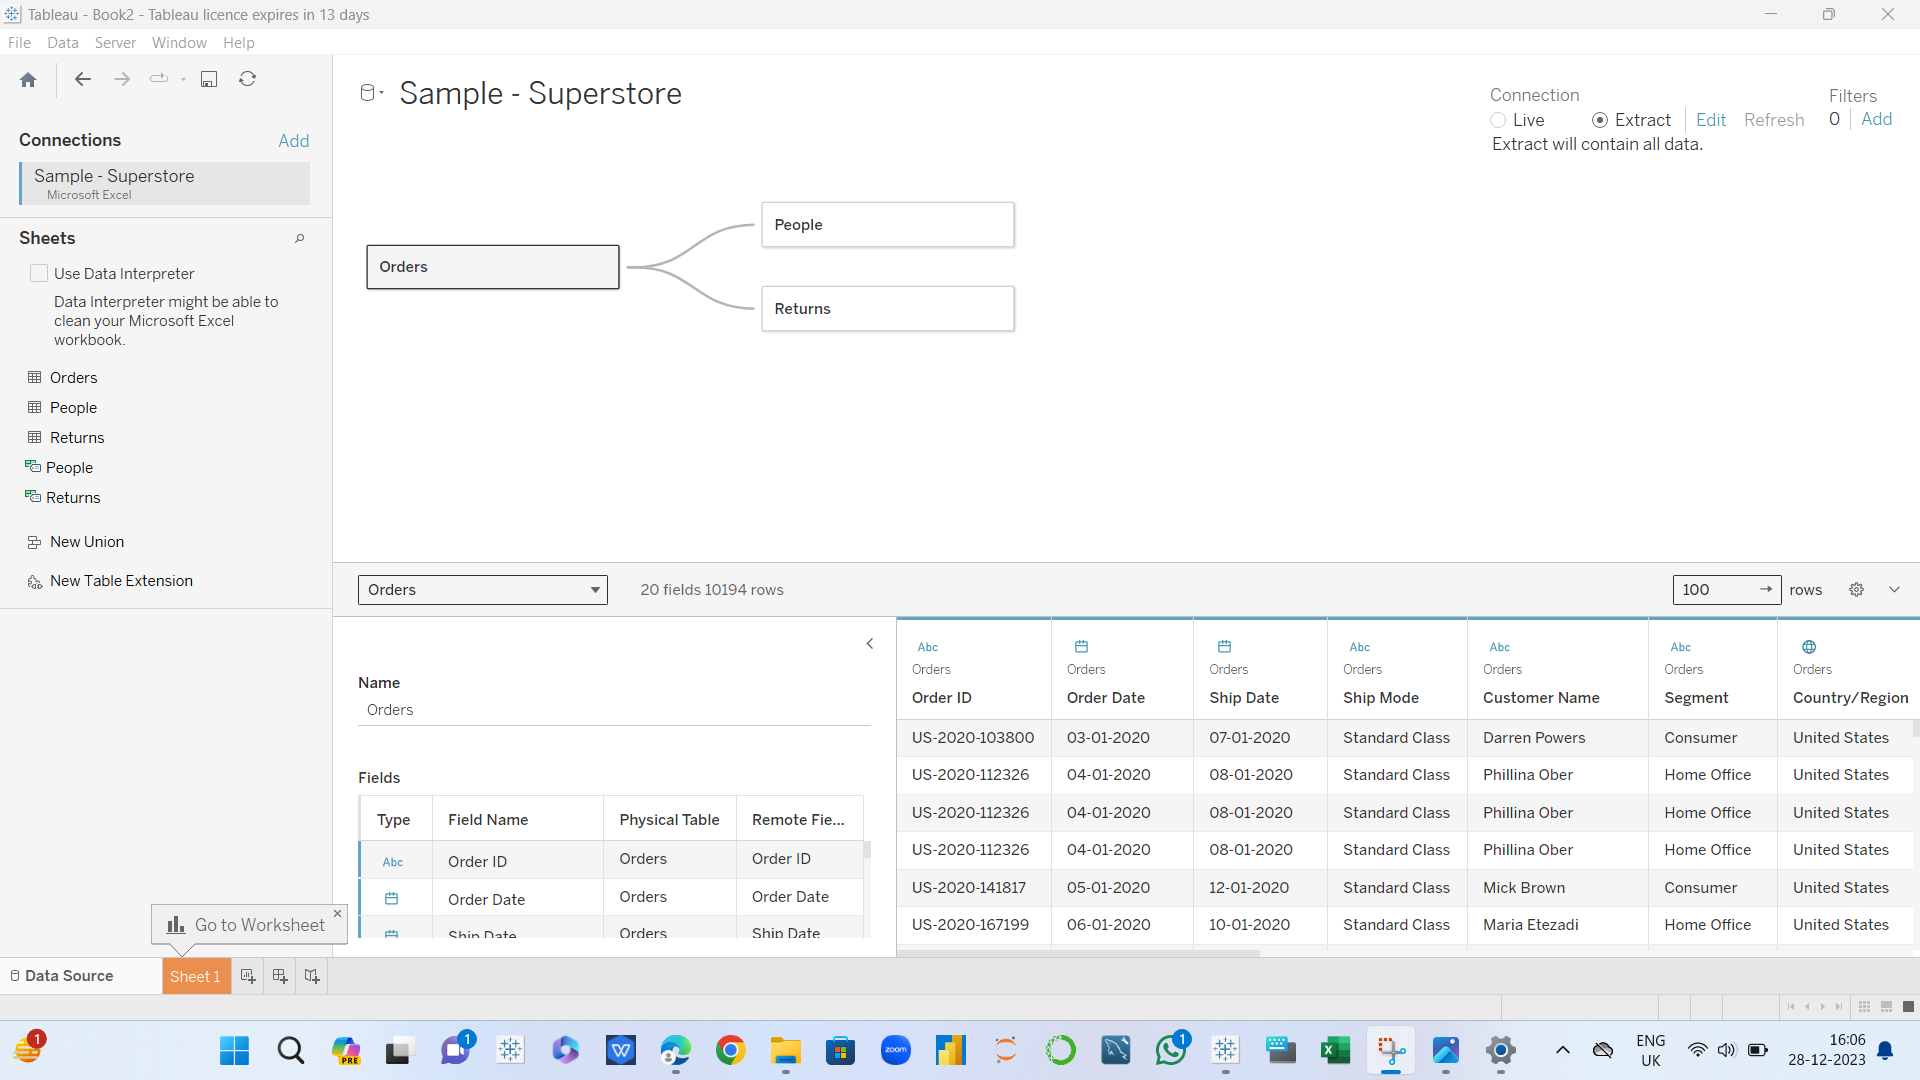 Tableau - Book2 - Tableau licence expires in 13 days
File Data Server Window Help
Connections Add
Sample - Superstore
Microsoft Excel
Sheets
Use Data Interpreter
Data Interpreter might be able to
clean your Microsoft Excel
workbook.
Orders
People
Returns
People
Returns
New Union
New Table Extension
Sample - Superstore
Connection
Live Extract Edit Refresh
Extract will contain all data.
Filters
0 Add
Orders
People
Returns
Orders 20 fields 10194 rows 100 rows
Name
Orders
Fields
Type Field Name Physical Table Remote Fie...
Abc Order ID Orders Order ID
Order Date Orders Order Date
Ship Date Orders Ship Date
Abc Abc Abc Abc
Orders Orders Orders Orders Orders Orders Orders
Order ID Order Date Ship Date Ship Mode Customer Name Segment Country/Region
US-2020-103800 03-01-2020 07-01-2020 Standard Class Darren Powers Consumer United States
US-2020-112326 04-01-2020 08-01-2020 Standard Class Phillina Ober Home Office United States
US-2020-112326 04-01-2020 08-01-2020 Standard Class Phillina Ober Home Office United States
US-2020-112326 04-01-2020 08-01-2020 Standard Class Phillina Ober Home Office United States
US-2020-141817 05-01-2020 12-01-2020 Standard Class Mick Brown Consumer United States
US-2020-167199 06-01-2020 10-01-2020 Standard Class Maria Etezadi Home Office United States
Go to Worksheet
Data Source Sheet 1
1 PRE 1 W zoom 1
ENG
UK
16:06
28-12-2023